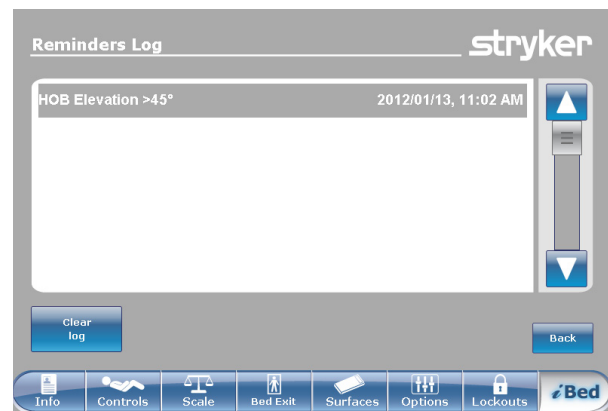 Reminders Log
stryker
HOB Elevation >45° 2012/01/13, 11:02 AM
Clear
log
Back
Info Controls Scale Bed Exit Surfaces Options Lockouts iBed